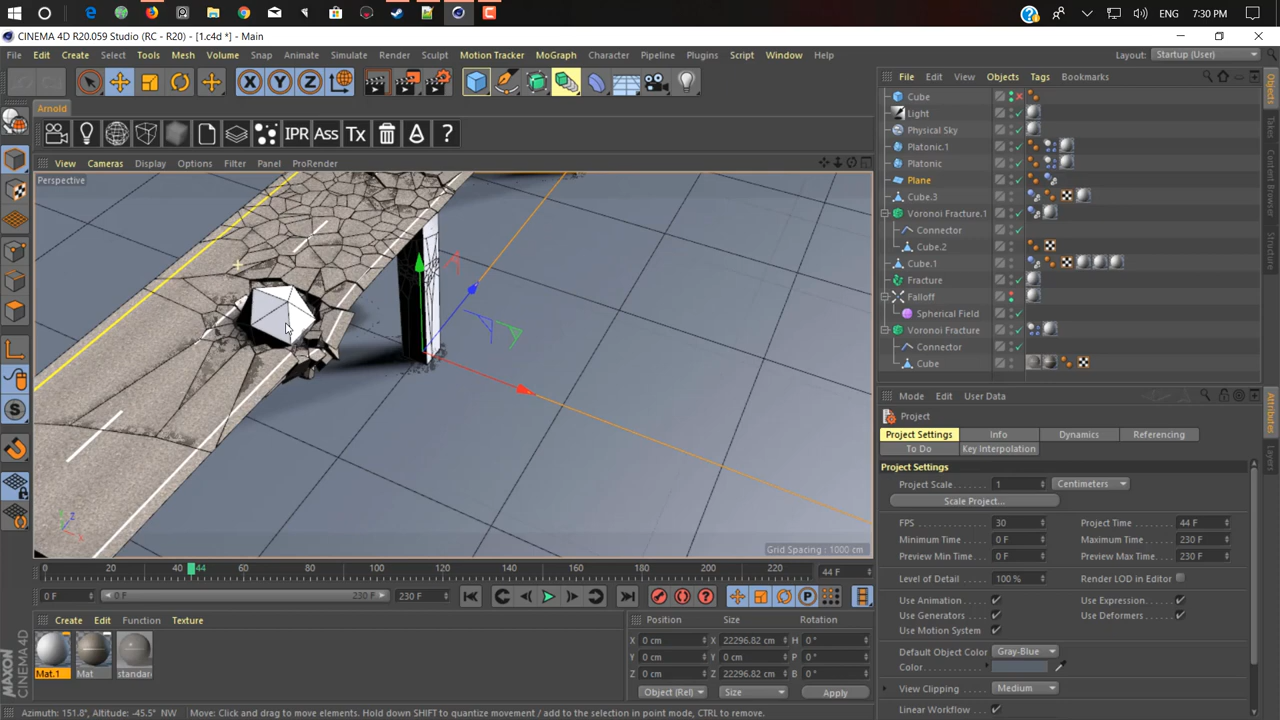 ENG 7:30 PM
CINEMA 4D R20.059 Studio (RC - R20) - [1.c4d *] - Main
File Edit Create Select Tools Mesh Volume Snap Animate Simulate Render Sculpt Motion Tracker MoGraph Character Pipeline Plugins Script Window Help
Layout: Startup (User)
X Y Z
File Edit View Objects Tags Bookmarks
Arnold
IPR Ass Tx ?
View Cameras Display Options Filter Panel ProRender
Perspective
Cube
Light
Physical Sky
Platonic.1
Platonic
Plane
Cube.3
Voronoi Fracture.1
Connector
Cube.2
Cube.1
Fracture
Falloff
Spherical Field
Voronoi Fracture
Connector
Cube
Objects
Takes
Content Browser
Structure
Mode Edit User Data
Project
Project Settings Info Dynamics Referencing
To Do Key Interpolation
Project Settings
Project Scale 1 Centimeters
Scale Project...
FPS 30 Project Time 44 F
Minimum Time 0 F Maximum Time 230 F
Preview Min Time 0 F Preview Max Time 230 F
Level of Detail 100 % Render LOD in Editor
Use Animation Use Expression
Use Generators Use Deformers
Use Motion System
Default Object Color Gray-Blue
Color
View Clipping Medium
Linear Workflow
Attributes
Layers
Grid Spacing : 1000 cm
0 20 40 44 60 80 100 120 140 160 180 200 220 44 F
0 F 0 F 230 F 230 F
Create Edit Function Texture
Mat.1 Mat standar
Position Size Rotation
X 0 cm X 22296.82 cm H 0 °
Y 0 cm Y 0 cm P 0 °
Z 0 cm Z 22296.82 cm B 0 °
Object (Rel) Size Apply
MAXON CINEMA 4D
Azimuth: 151.8°, Altitude: -45.5° NW Move: Click and drag to move elements. Hold down SHIFT to quantize movement / add to the selection in point mode, CTRL to remove.